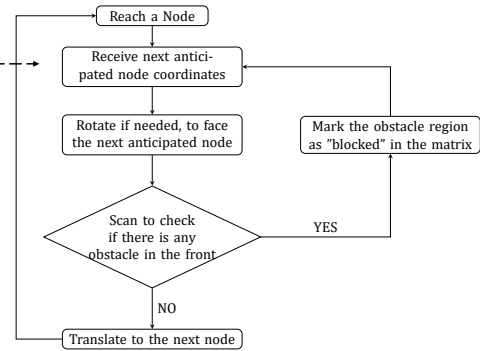 Reach a Node
Receive next antici-
pated node coordinates
Rotate if needed, to face
the next anticipated node
Mark the obstacle region
as ”blocked” in the matrix
Scan to check
if there is any
obstacle in the front
YES
NO
Translate to the next node